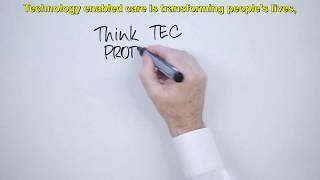 Technology enabled care is transforming people's lives,
Think TEC
PROT